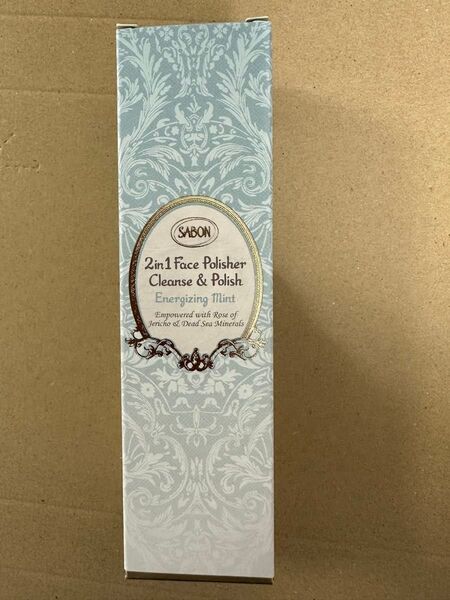 SABON
2in1 Face Polisher
Cleanse & Polish
Energizing Mint
Empowered with Rose of
Jericho & Dead Sea Minerals